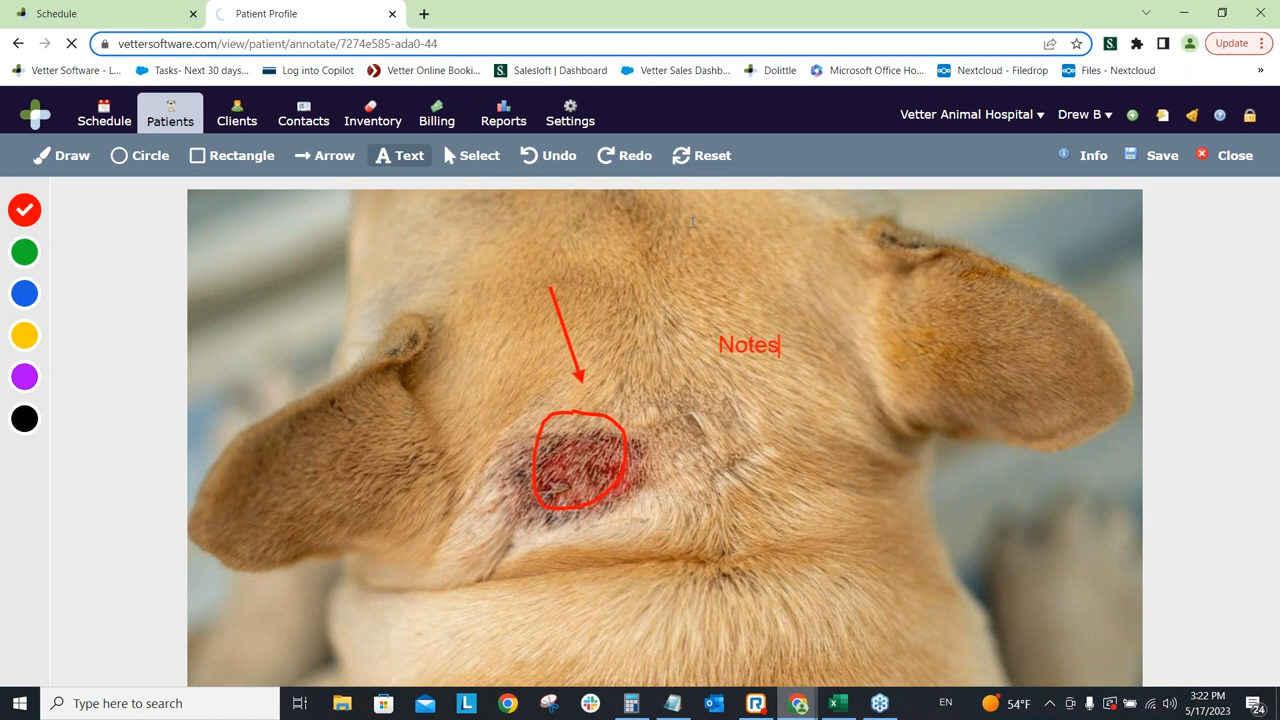 Schedule
Patient Profile
vettersoftware.com/view/patient/annotate/7274e585-ada0-44
Update
Vetter Software - L...
Tasks- Next 30 days...
Log into Copilot
Vetter Online Booki...
Salesloft | Dashboard
Vetter Sales Dashb...
Dolittle
Microsoft Office Ho...
Nextcloud - Filedrop
Files - Nextcloud
»
Schedule
Patients
Clients
Contacts
Inventory
Billing
Reports
Settings
Vetter Animal Hospital
Drew B
Draw
Circle
Rectangle
Arrow
A Text
Select
Undo
Redo
Reset
Info
Save
Close
Notes
Type here to search
EN
54°F
3:22 PM
5/17/2023
24